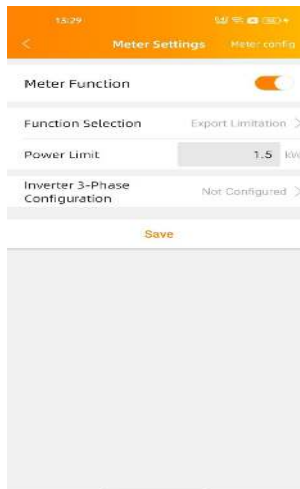 13:29
Meter Settings Meter config
Meter Function
Function Selection Export Limitation
Power Limit 1.5 kW
Inverter 3-Phase
Configuration
Not Configured
Save